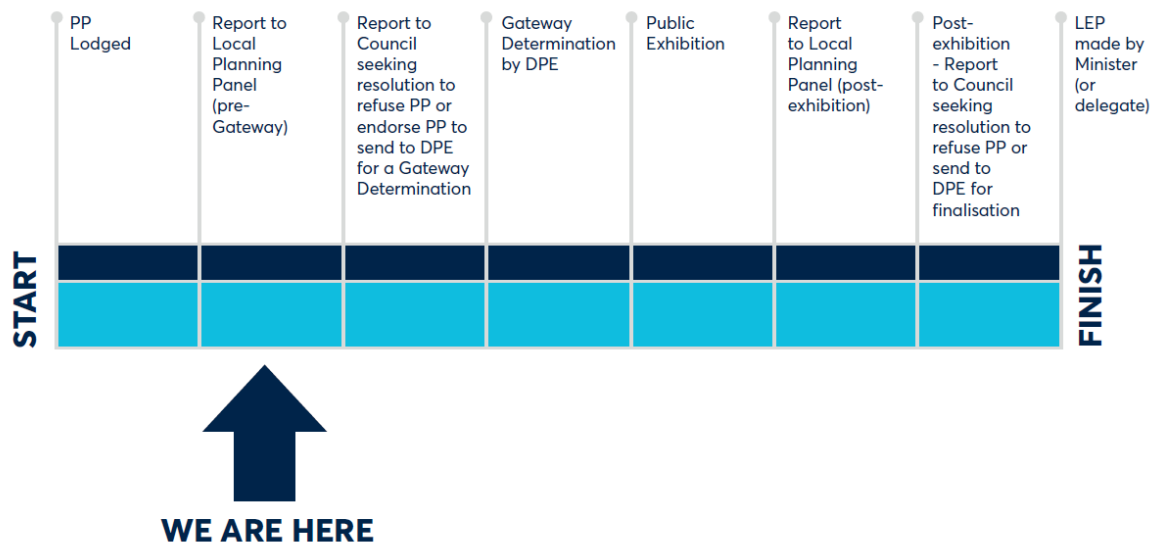 PP
Lodged
Report to
Local
Planning
Panel
(pre-
Gateway)
Report to
Council
seeking
resolution to
refuse PP or
endorse PP to
send to DPE
for a Gateway
Determination
Gateway
Determination
by DPE
Public
Exhibition
Report
to Local
Planning
Panel (post-
exhibition)
Post-
exhibition
- Report
to Council
seeking
resolution to
refuse PP or
send to
DPE for
finalisation
LEP
made by
Minister
(or
delegate)
START
FINISH
WE ARE HERE